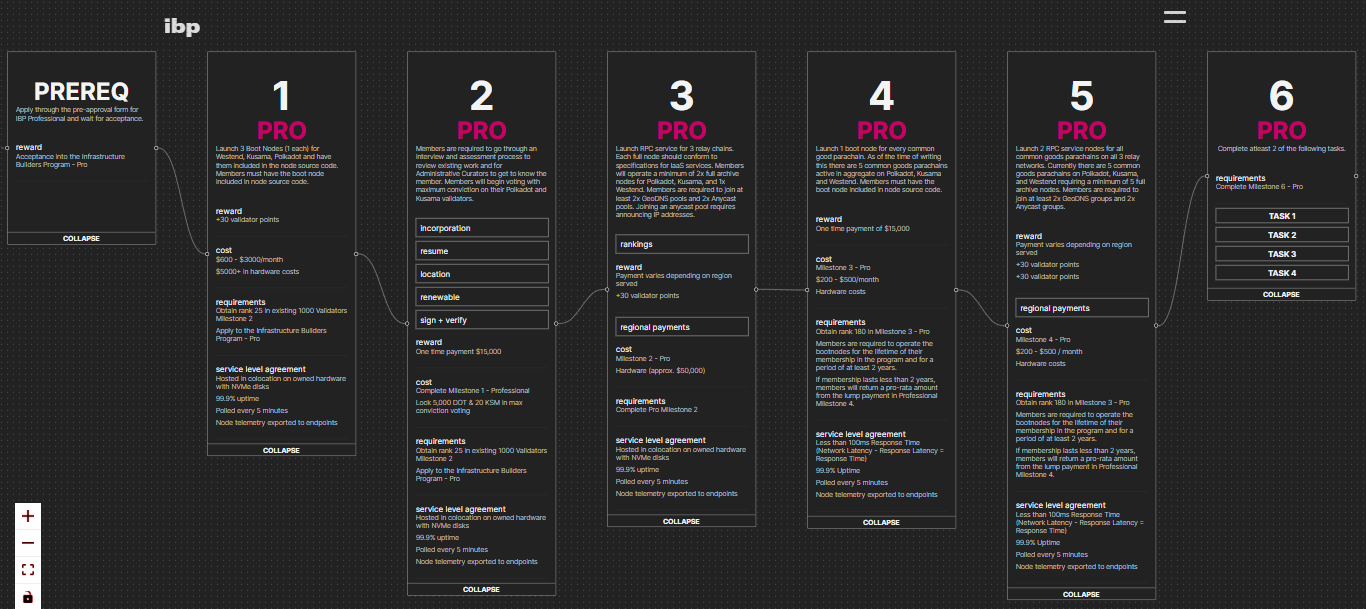 ibp
PREREQ
Apply through the pre-approval form for
IBP Professional and wait for acceptance.
reward
Acceptance into the Infrastructure
Builders Program - Pro
COLLAPSE
1
PRO
Launch 3 Boot Nodes (1 each) for
Westend, Kusama, Polkadot and have
them included in the node source code.
Members must have the boot node
included in node source code.
reward
+30 validator points
cost
$600 - $3000/month
$5000+ in hardware costs
requirements
Obtain rank 25 in existing 1000 Validators
Milestone 2
Apply to the Infrastructure Builders
Program - Pro
service level agreement
Hosted in colocation on owned hardware
with NVMe disks
99.9% uptime
Polled every 5 minutes
Node telemetry exported to endpoints
COLLAPSE
2
PRO
Members are required to go through an
interview and assessment process to
review existing work and for
Administrative Curators to get to know the
member. Members will begin voting with
maximum conviction on their Polkadot and
Kusama validators.
incorporation
resume
location
renewable
sign + verify
reward
One time payment $15,000
cost
Complete Milestone 1 - Professional
Lock 5,000 DOT & 20 KSM in max
conviction voting
requirements
Obtain rank 25 in existing 1000 Validators
Milestone 2
Apply to the Infrastructure Builders
Program - Pro
service level agreement
Hosted in colocation on owned hardware
with NVMe disks
99.9% uptime
Polled every 5 minutes
Node telemetry exported to endpoints
COLLAPSE
3
PRO
Launch RPC service for 3 relay chains.
Each full node should conform to
specifications for IaaS services. Members
will operate a minimum of 2x full archive
nodes for Polkadot, Kusama, and 1x
Westend. Members are required to join at
least 2x GeoDNS pools and 2x Anycast
pools. Joining an anycast pool requires
announcing IP addresses.
rankings
reward
Payment varies depending on region
served
+30 validator points
regional payments
cost
Milestone 2 - Pro
Hardware (approx. $50,000)
requirements
Complete Pro Milestone 2
service level agreement
Hosted in colocation on owned hardware
with NVMe disks
99.9% uptime
Polled every 5 minutes
Node telemetry exported to endpoints
COLLAPSE
4
PRO
Launch 1 boot node for every common
good parachain. As of the time of writing
this there are 5 common good parachains
active in aggregate on Polkadot, Kusama
and Westend. Members must have the
boot node included in node source code.
reward
One time payment of $15,000
cost
Milestone 3 - Pro
$200 - $500/month
Hardware costs
requirements
Obtain rank 180 in Milestone 3 - Pro
Members are required to operate the
bootnodes for the lifetime of their
membership in the program and for a
period of at least 2 years.
If membership lasts less than 2 years,
members will return a pro-rata amount
from the lump payment in Professional
Milestone 4.
service level agreement
Less than 100ms Response Time
(Network Latency - Response Latency =
Response Time)
99.9% Uptime
Polled every 5 minutes
Node telemetry exported to endpoints
COLLAPSE
5
PRO
Launch 2 RPC service nodes for all
common goods parachains on all 3 relay
networks. Currently there are 5 common
goods parachains on Polkadot, Kusama,
and Westend requiring a minimum of 5 full
archive nodes. Members are required to
join at least 2x GeoDNS groups and 2x
Anycast groups.
reward
Payment varies depending on region
served
+30 validator points
+30 validator points
regional payments
cost
Milestone 4 - Pro
$200 - $500 / month
Hardware costs
requirements
Obtain rank 180 in Milestone 3 - Pro
Members are required to operate the
bootnodes for the lifetime of their
membership in the program and for a
period of at least 2 years.
If membership lasts less than 2 years,
members will return a pro-rata amount
from the lump payment in Professional
Milestone 4.
service level agreement
Less than 100ms Response Time
(Network Latency - Response Latency =
Response Time)
99.9% Uptime
Polled every 5 minutes
Node telemetry exported to endpoints
COLLAPSE
6
PRO
Complete atleast 2 of the following tasks.
requirements
Complete Milestone 6 - Pro
TASK 1
TASK 2
TASK 3
TASK 4
COLLAPSE